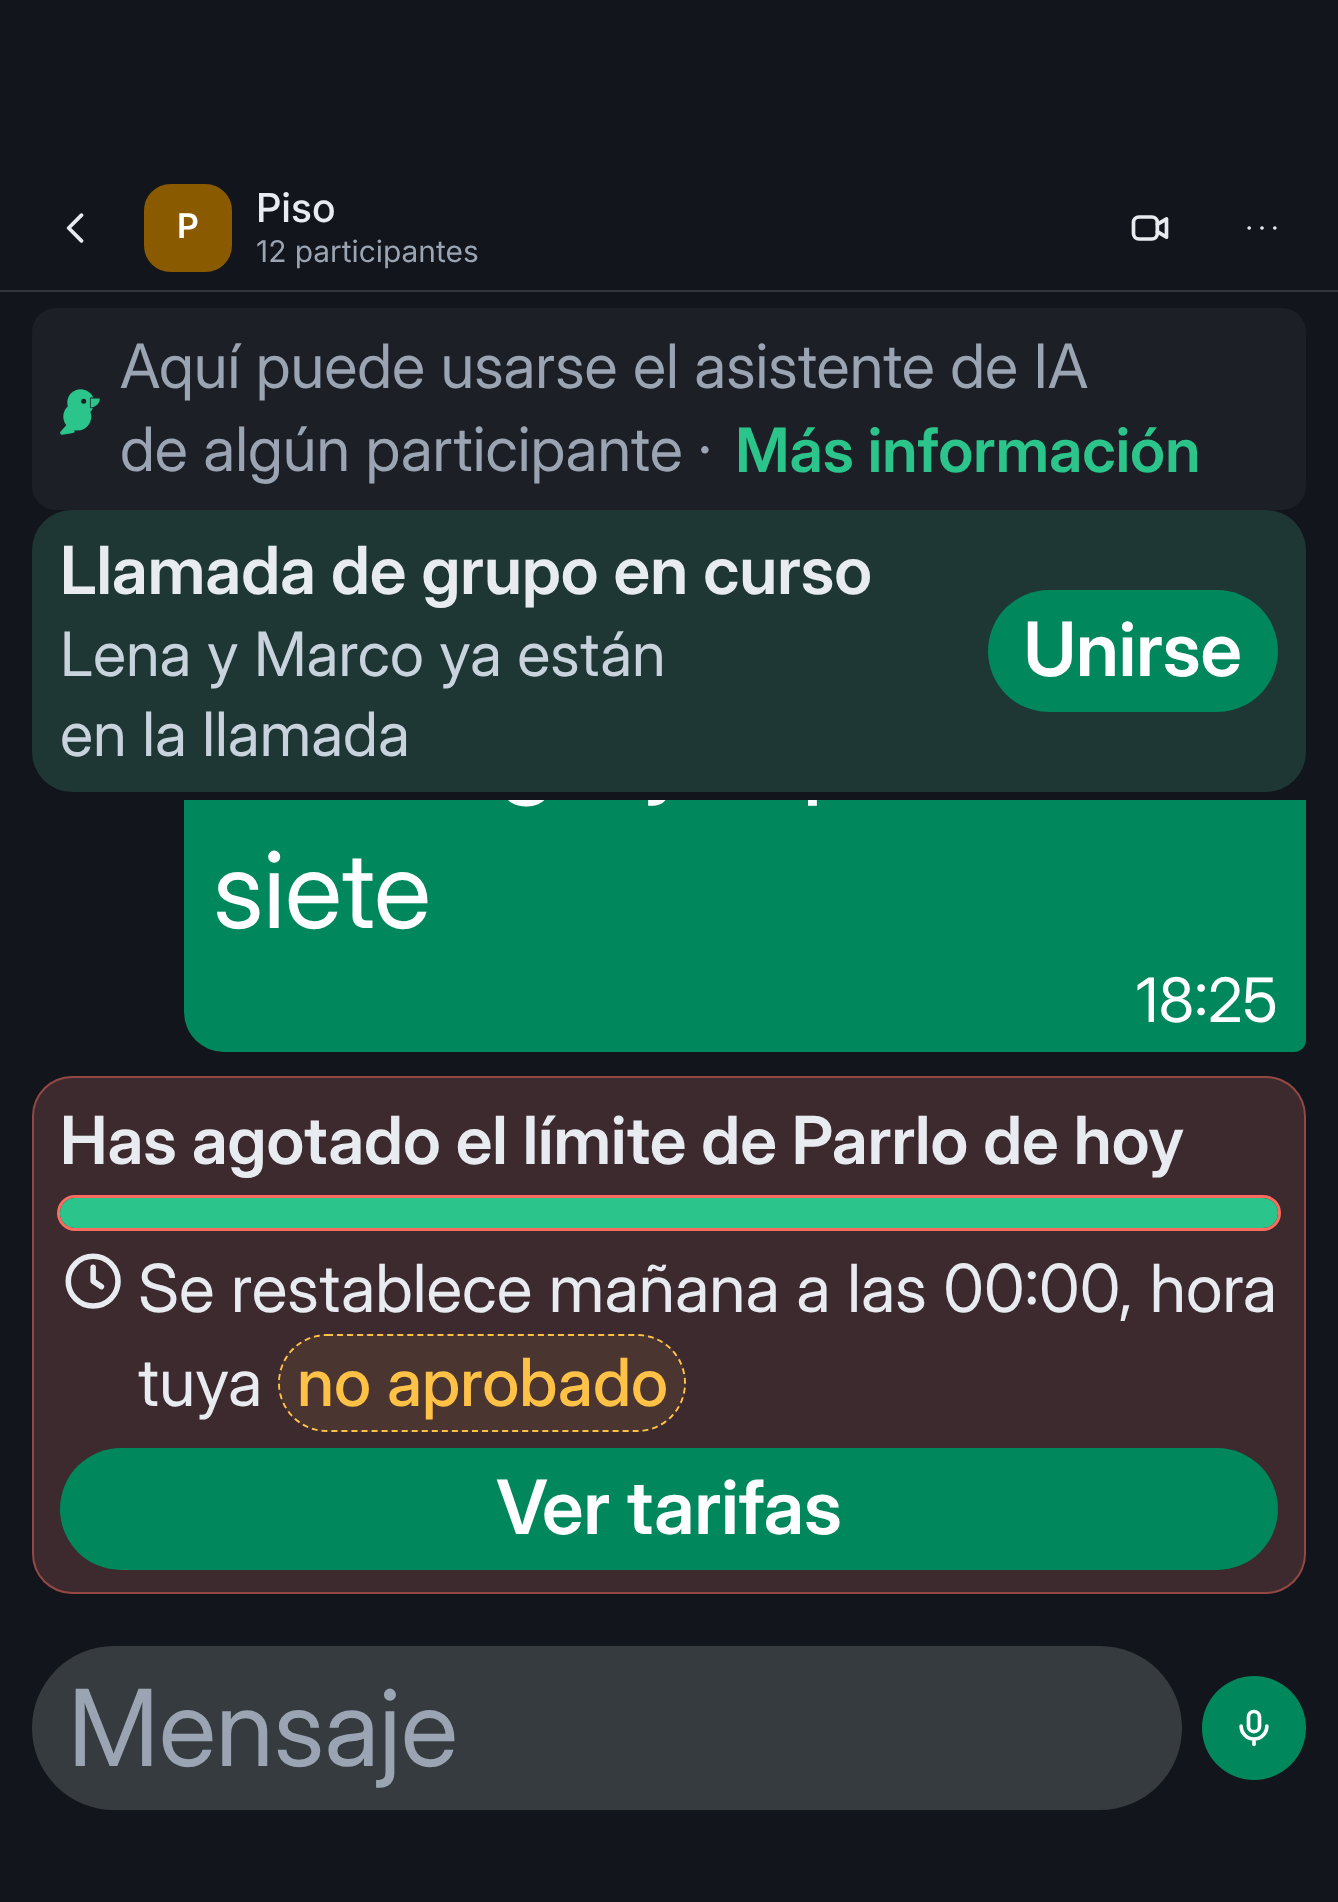 P
Piso
12 participantes
Aquí puede usarse el asistente de IA
de algún participante · Más información
Llamada de grupo en curso
Lena y Marco ya están
en la llamada
Unirse
siete
18:25
Has agotado el límite de Parrlo de hoy
Se restablece mañana a las 00:00, hora
tuya no aprobado
Ver tarifas
Mensaje